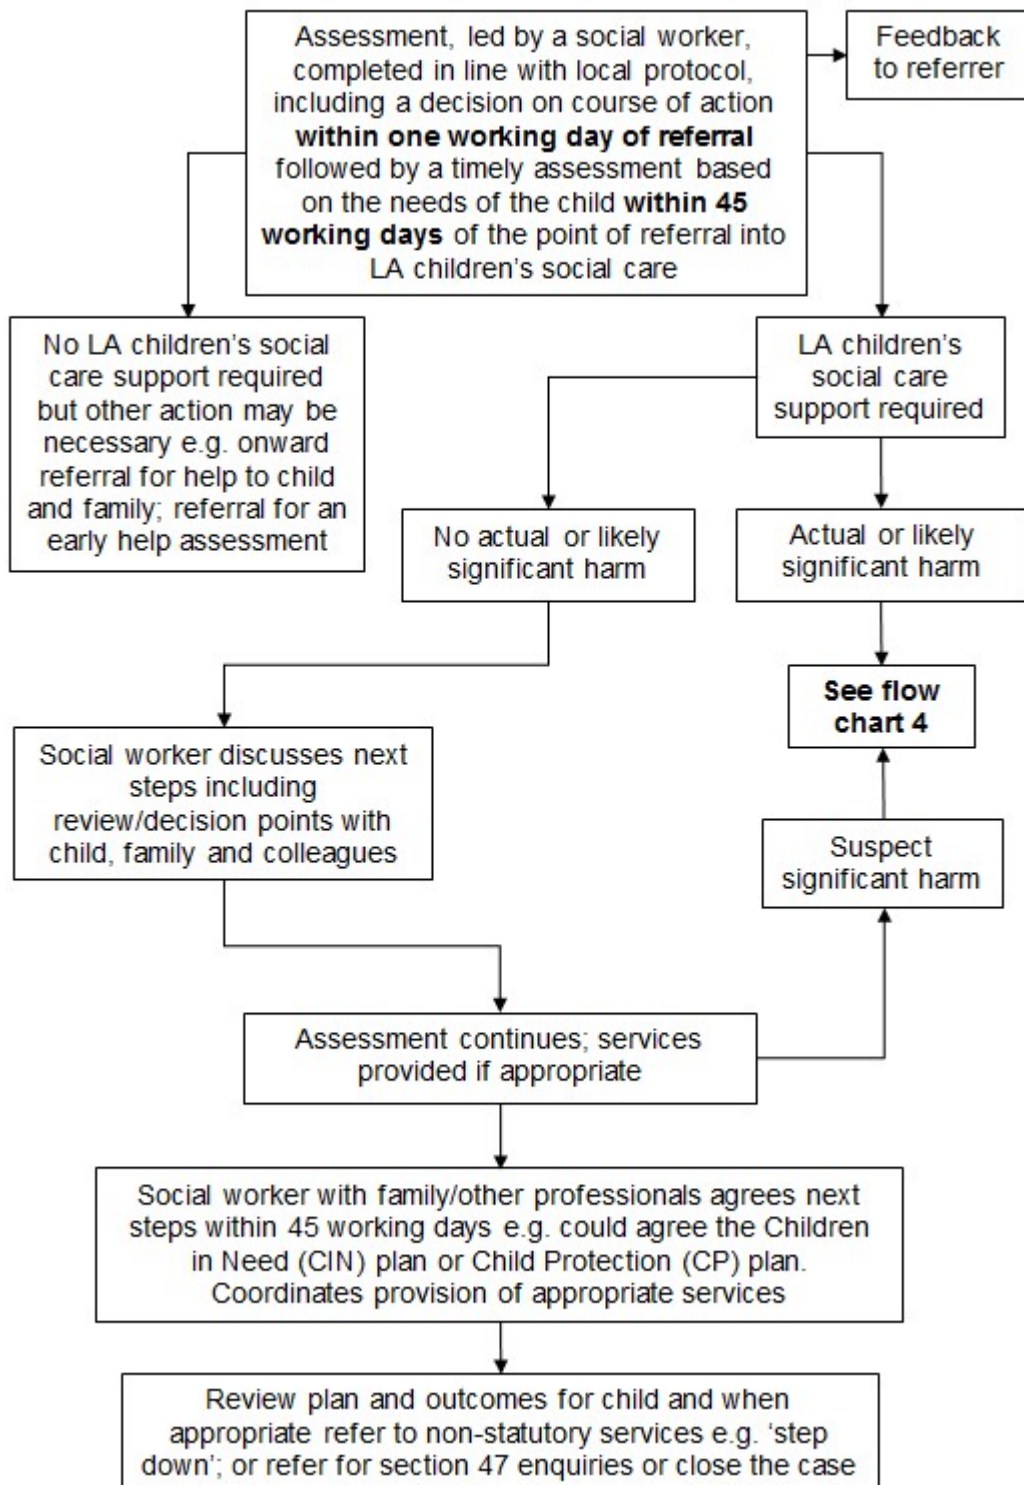 Assessment, led by a social worker,
completed in line with local protocol,
including a decision on course of action
within one working day of referral
followed by a timely assessment based
on the needs of the child within 45
working days of the point of referral into
LA children's social care
Feedback
to referrer
No LA children’s social
care support required
but other action may be
necessary e.g. onward
referral for help to child
and family; referral for an
early help assessment
LA children’s
social care
support required
No actual or likely
significant harm
Actual or likely
significant harm
See flow
chart 4
Social worker discusses next
steps including
review/decision points with
child, family and colleagues
Suspect
significant harm
Assessment continues; services
provided if appropriate
Social worker with family/other professionals agrees next
steps within 45 working days e.g. could agree the Children
in Need (CIN) plan or Child Protection (CP) plan.
Coordinates provision of appropriate services
Review plan and outcomes for child and when
appropriate refer to non-statutory services e.g. ‘step
down’; or refer for section 47 enquiries or close the case